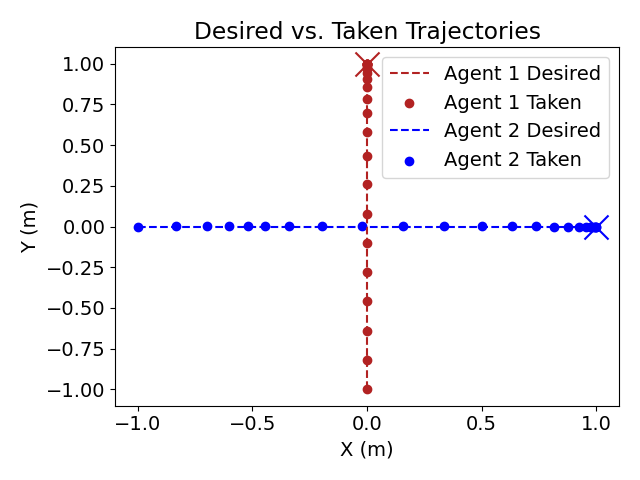 Desired vs. Taken Trajectories
Agent 1 Desired
Agent 1 Taken
Agent 2 Desired
Agent 2 Taken
Y (m)
1.00
0.75
0.50
0.25
0.00
−0.25
−0.50
−0.75
−1.00
−1.0 −0.5 0.0 0.5 1.0
X (m)